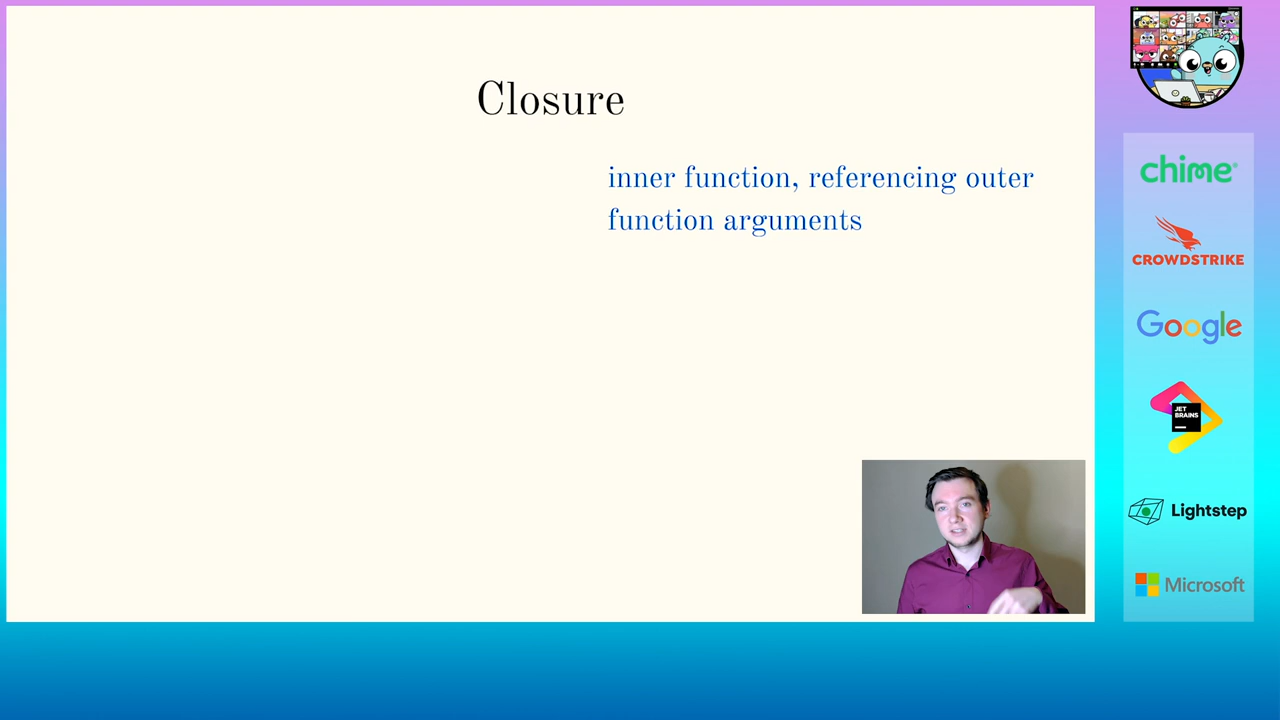 Closure
inner function, referencing outer
function arguments
chime®
CROWDSTRIKE
Google
JET
BRAINS
Lightstep
Microsoft